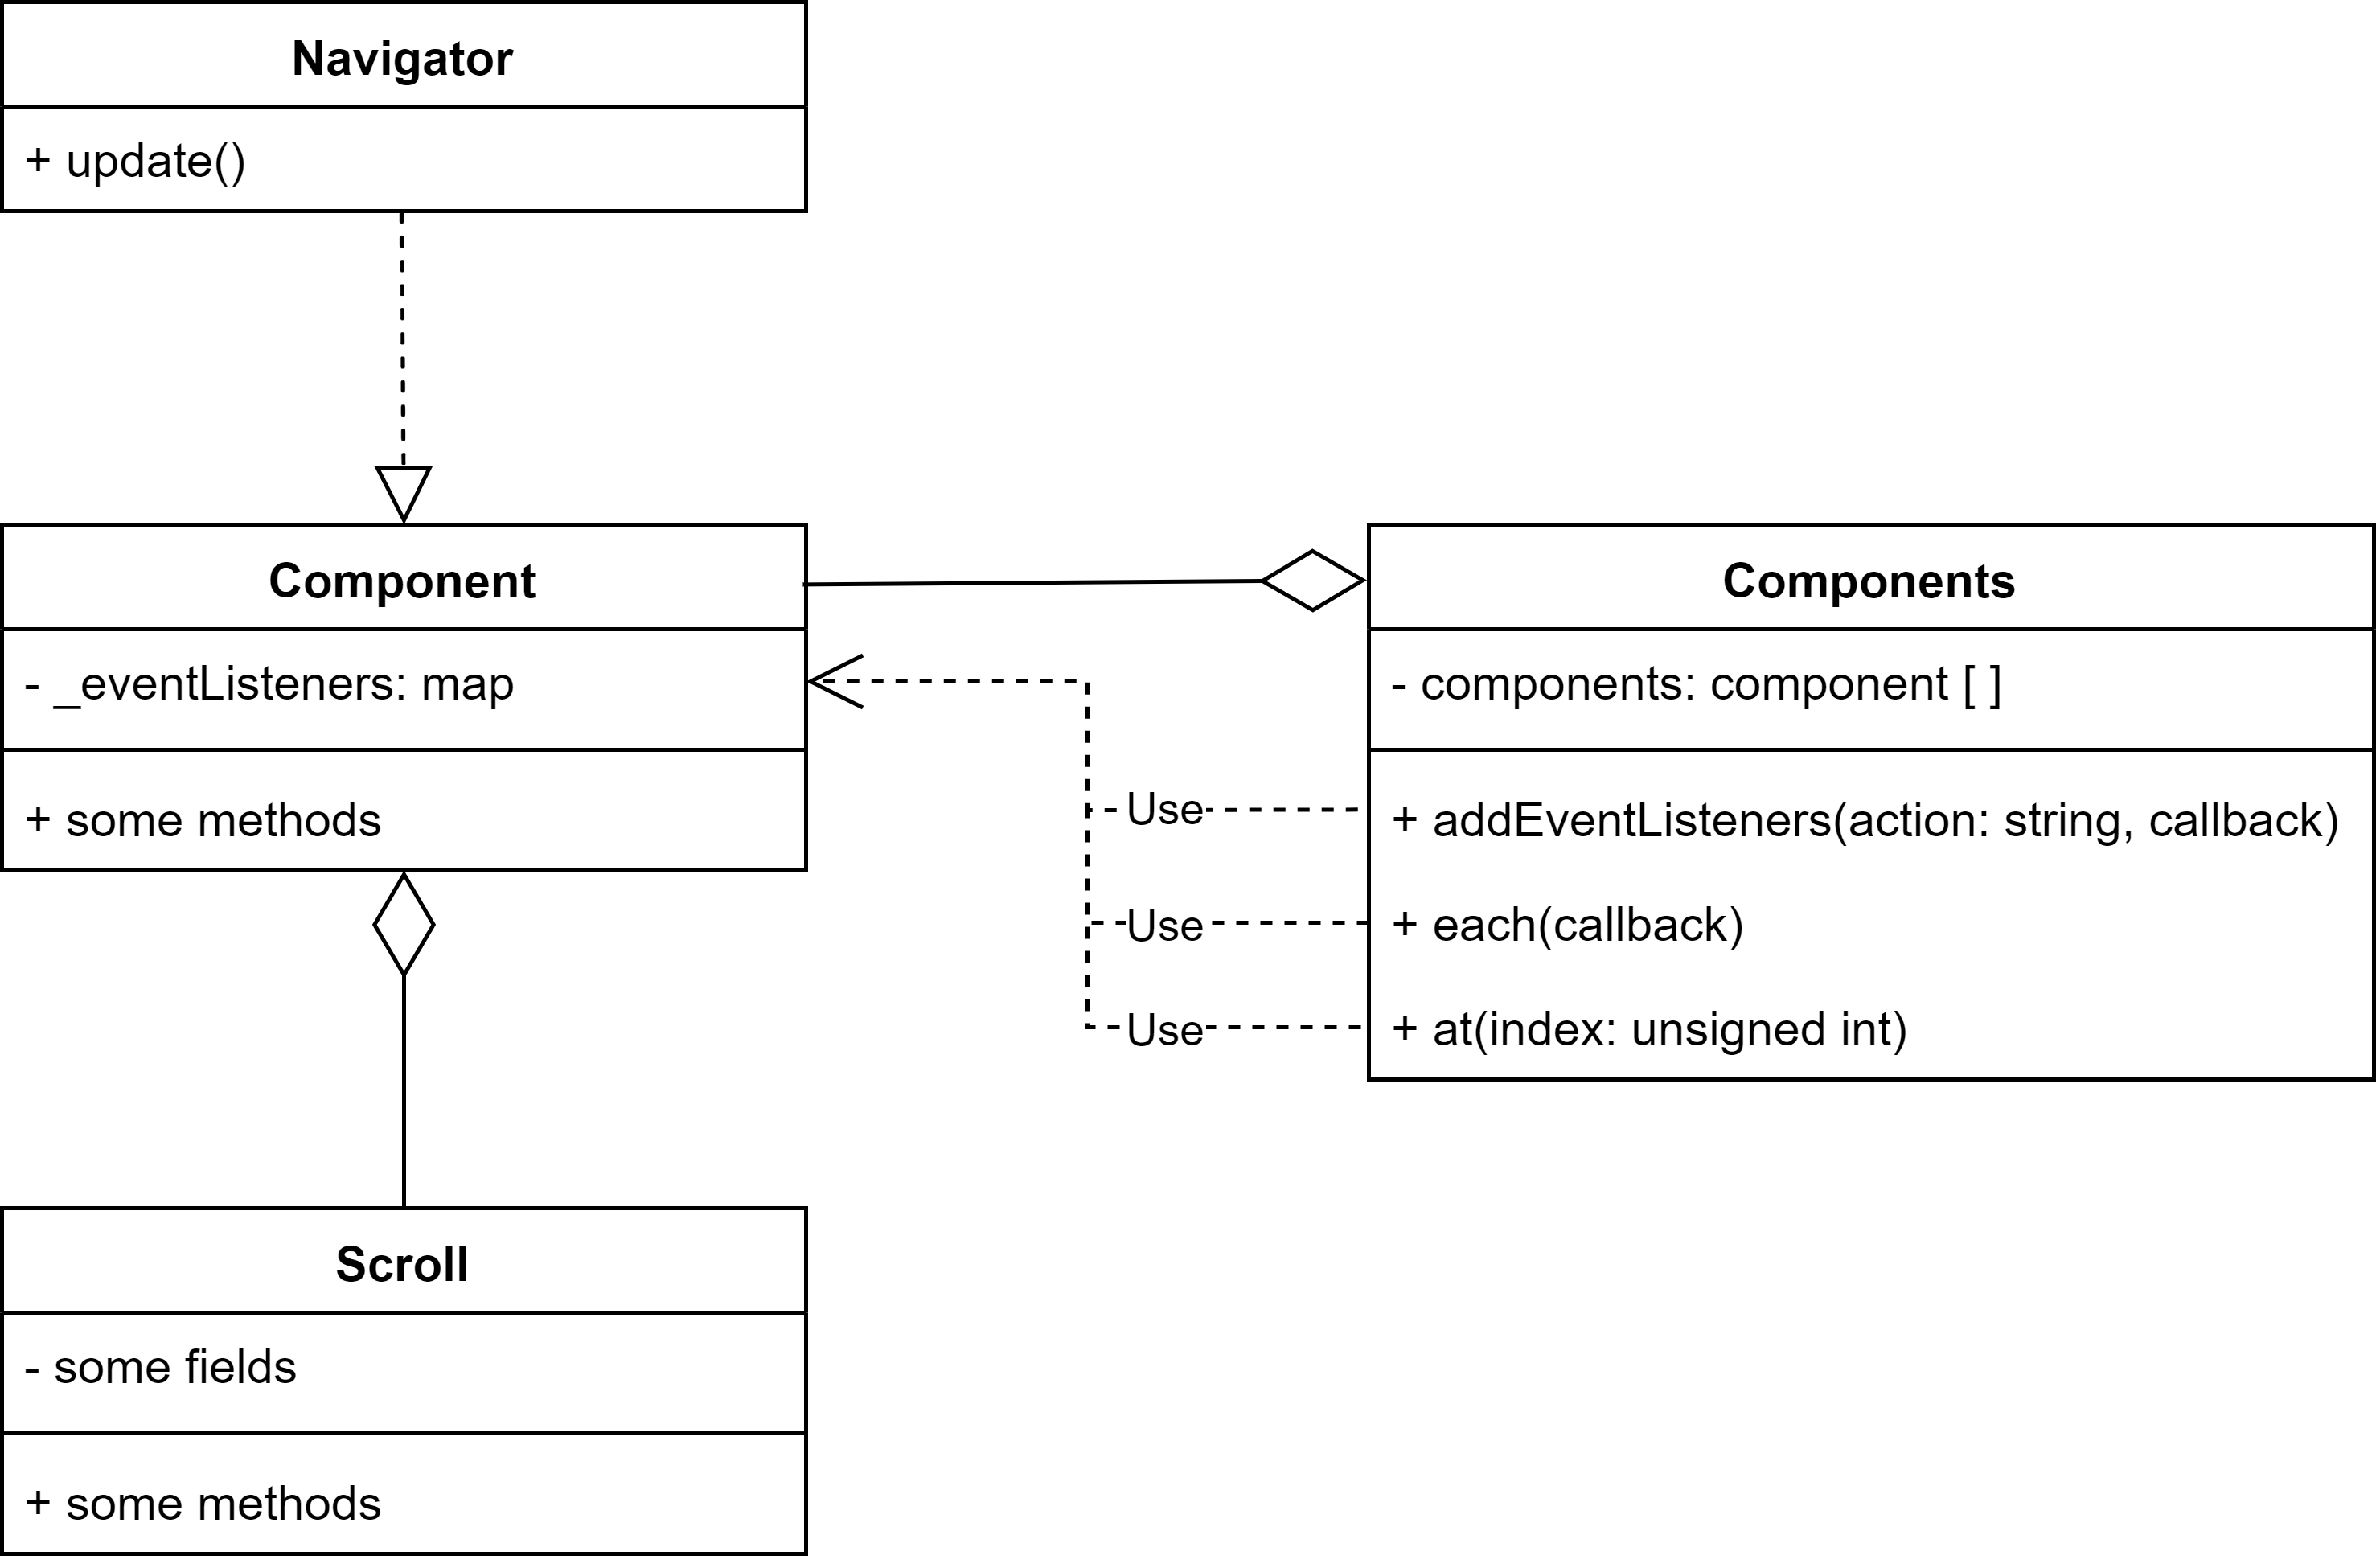 Navigator
+ update()
Component
- _eventListeners: map
+ some methods
Components
- components: component [ ]
+ addEventListeners(action: string, callback)
+ each(callback)
+ at(index: unsigned int)
Use
Use
Use
Scroll
- some fields
+ some methods